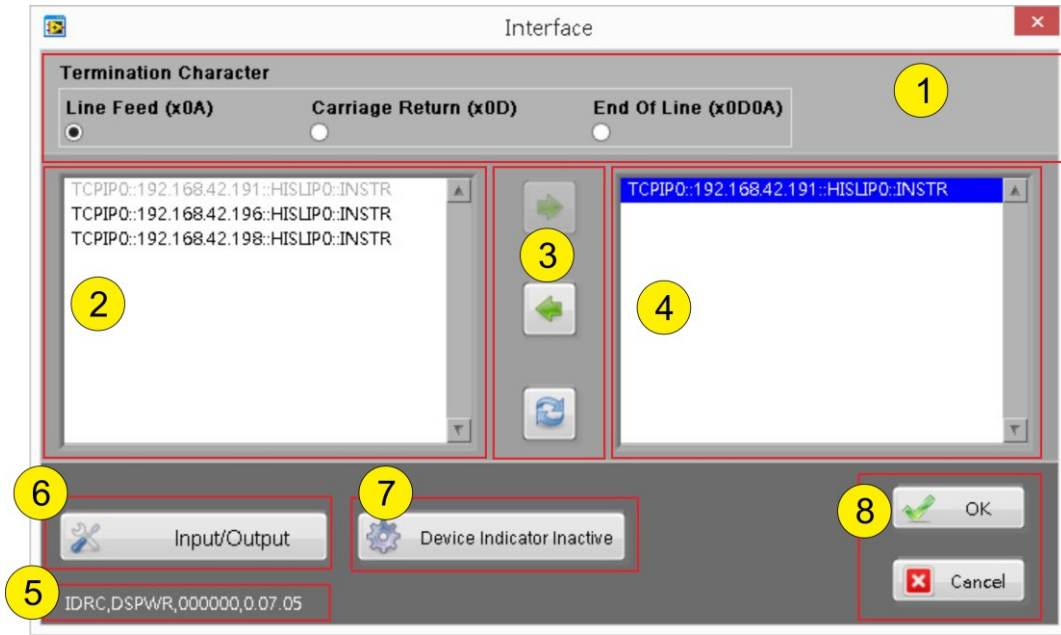 Interface
Termination Character
1
Line Feed (x0A) Carriage Return (x0D) End Of Line (x0D0A)
TCPIP0::192.168.42.191::HISLIP0::INSTR
TCPIP0::192.168.42.196::HISLIP0::INSTR
TCPIP0::192.168.42.198::HISLIP0::INSTR
2
3
TCPIP0::192.168.42.191::HISLIP0::INSTR
4
6
Input/Output
7
Device Indicator Inactive
8
OK
Cancel
5
IDRC,DSPWR,000000,0.07.05